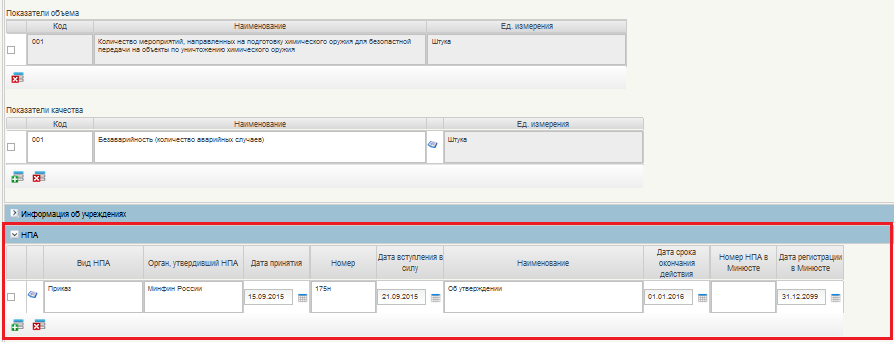 Показатели объема
Код Наименование Ед. измерения
001 Количество мероприятий, направленных на подготовку химического оружия для безопастной Штука
передачи на объекты по уничтожению химического оружия
Показатели качества
Код Наименование Ед. измерения
001 Безаварийность (количество аварийных случаев) Штука
Информация об учреждениях
НПА
Вид НПА Орган, утвердивший НПА Дата принятия Номер Дата вступления в силу Наименование Дата срока окончания действия Номер НПА в Минюсте Дата регистрации в Минюсте
Приказ Минфин России 15.09.2015 175н 21.09.2015 Об утверждении 01.01.2016 31.12.2099